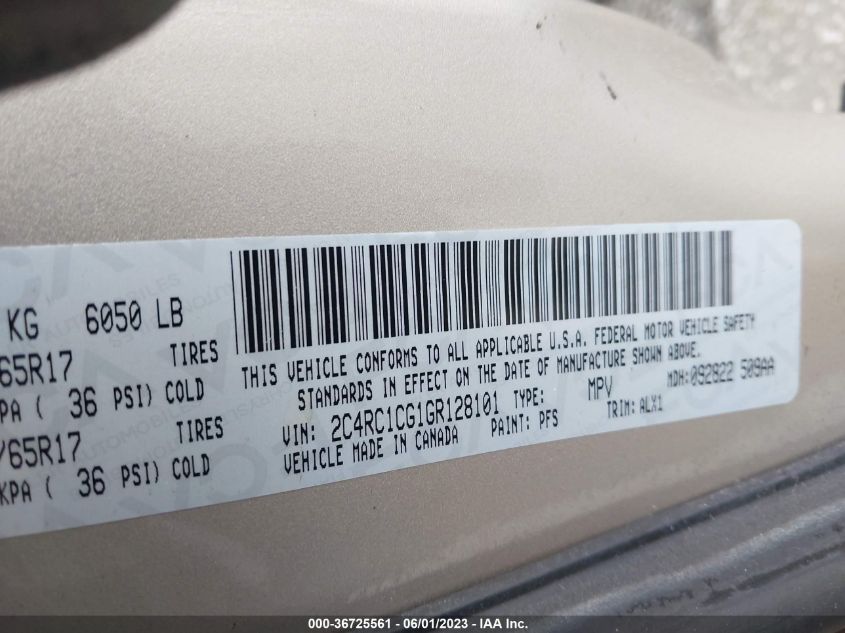 KG 6050 LB
65R17 TIRES
KPA ( 36 PSI) COLD
/65R17 TIRES
KPA ( 36 PSI) COLD
THIS VEHICLE CONFORMS TO ALL APPLICABLE U.S.A. FEDERAL MOTOR VEHICLE SAFETY
STANDARDS IN EFFECT ON THE DATE OF MANUFACTURE SHOWN ABOVE.
VIN: 2C4RC1CG1GR128101 TYPE: MPV MDH:092822 509AA
VEHICLE MADE IN CANADA PAINT: PFS TRIM: ALX1
000-36725561 - 06/01/2023 - IAA Inc.